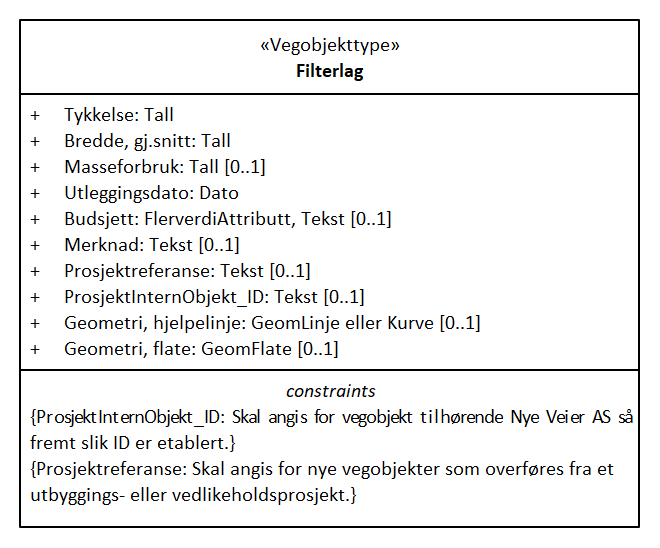 «Vegobjekttype»
Filterlag
+ Tykkelse: Tall
+ Bredde, gj.snitt: Tall
+ Masseforbruk: Tall [0..1]
+ Utleggingsdato: Dato
+ Budsjett: FlerverdiAttributt, Tekst [0..1]
+ Merknad: Tekst [0..1]
+ Prosjektreferanse: Tekst [0..1]
+ ProsjektInternObjekt_ID: Tekst [0..1]
+ Geometri, hjelpelinje: GeomLinje eller Kurve [0..1]
+ Geometri, flate: GeomFlate [0..1]
constraints
{ProsjektInternObjekt_ID: Skal angis for vegobjekt tilhørende Nye Veier AS så
fremt slik ID er etablert.}
{Prosjektreferanse: Skal angis for nye vegobjekter som overføres fra et
utbyggings- eller vedlikeholdsprosjekt.}